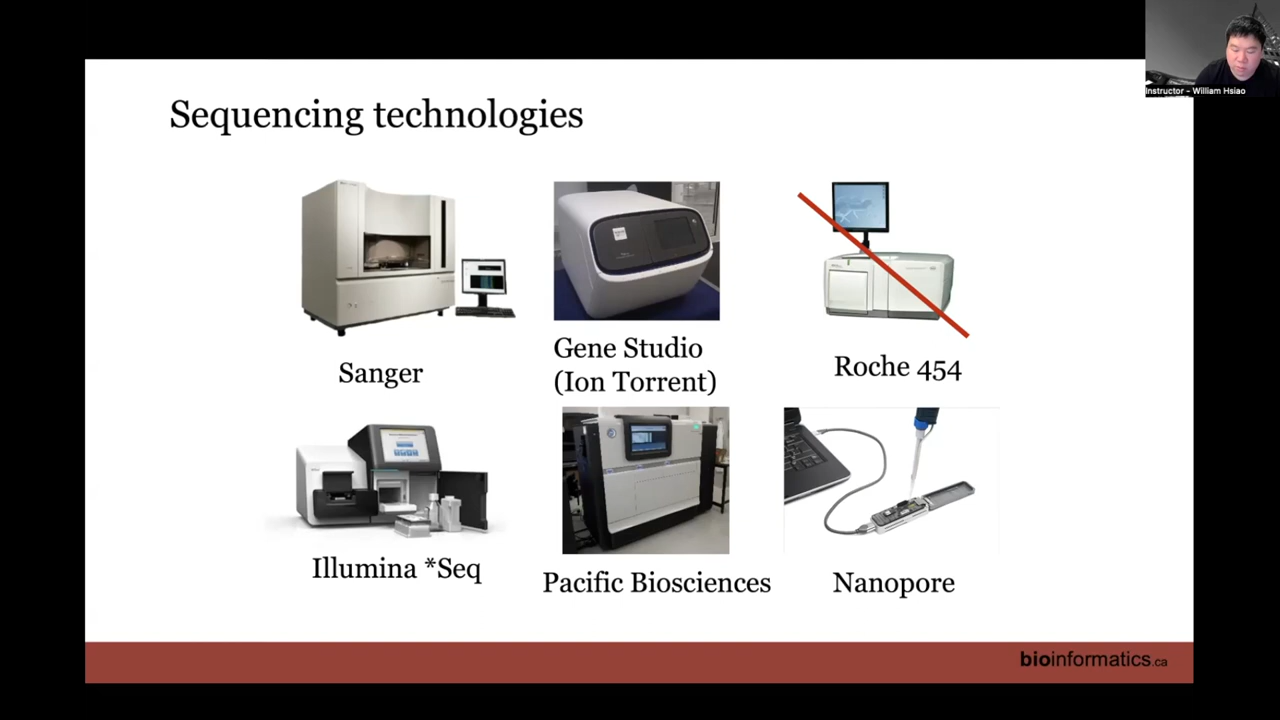 Instructor - William Hsiao
Sequencing technologies
Sanger
Gene Studio
(Ion Torrent)
Roche 454
Illumina *Seq
Pacific Biosciences
Nanopore
bioinformatics.ca